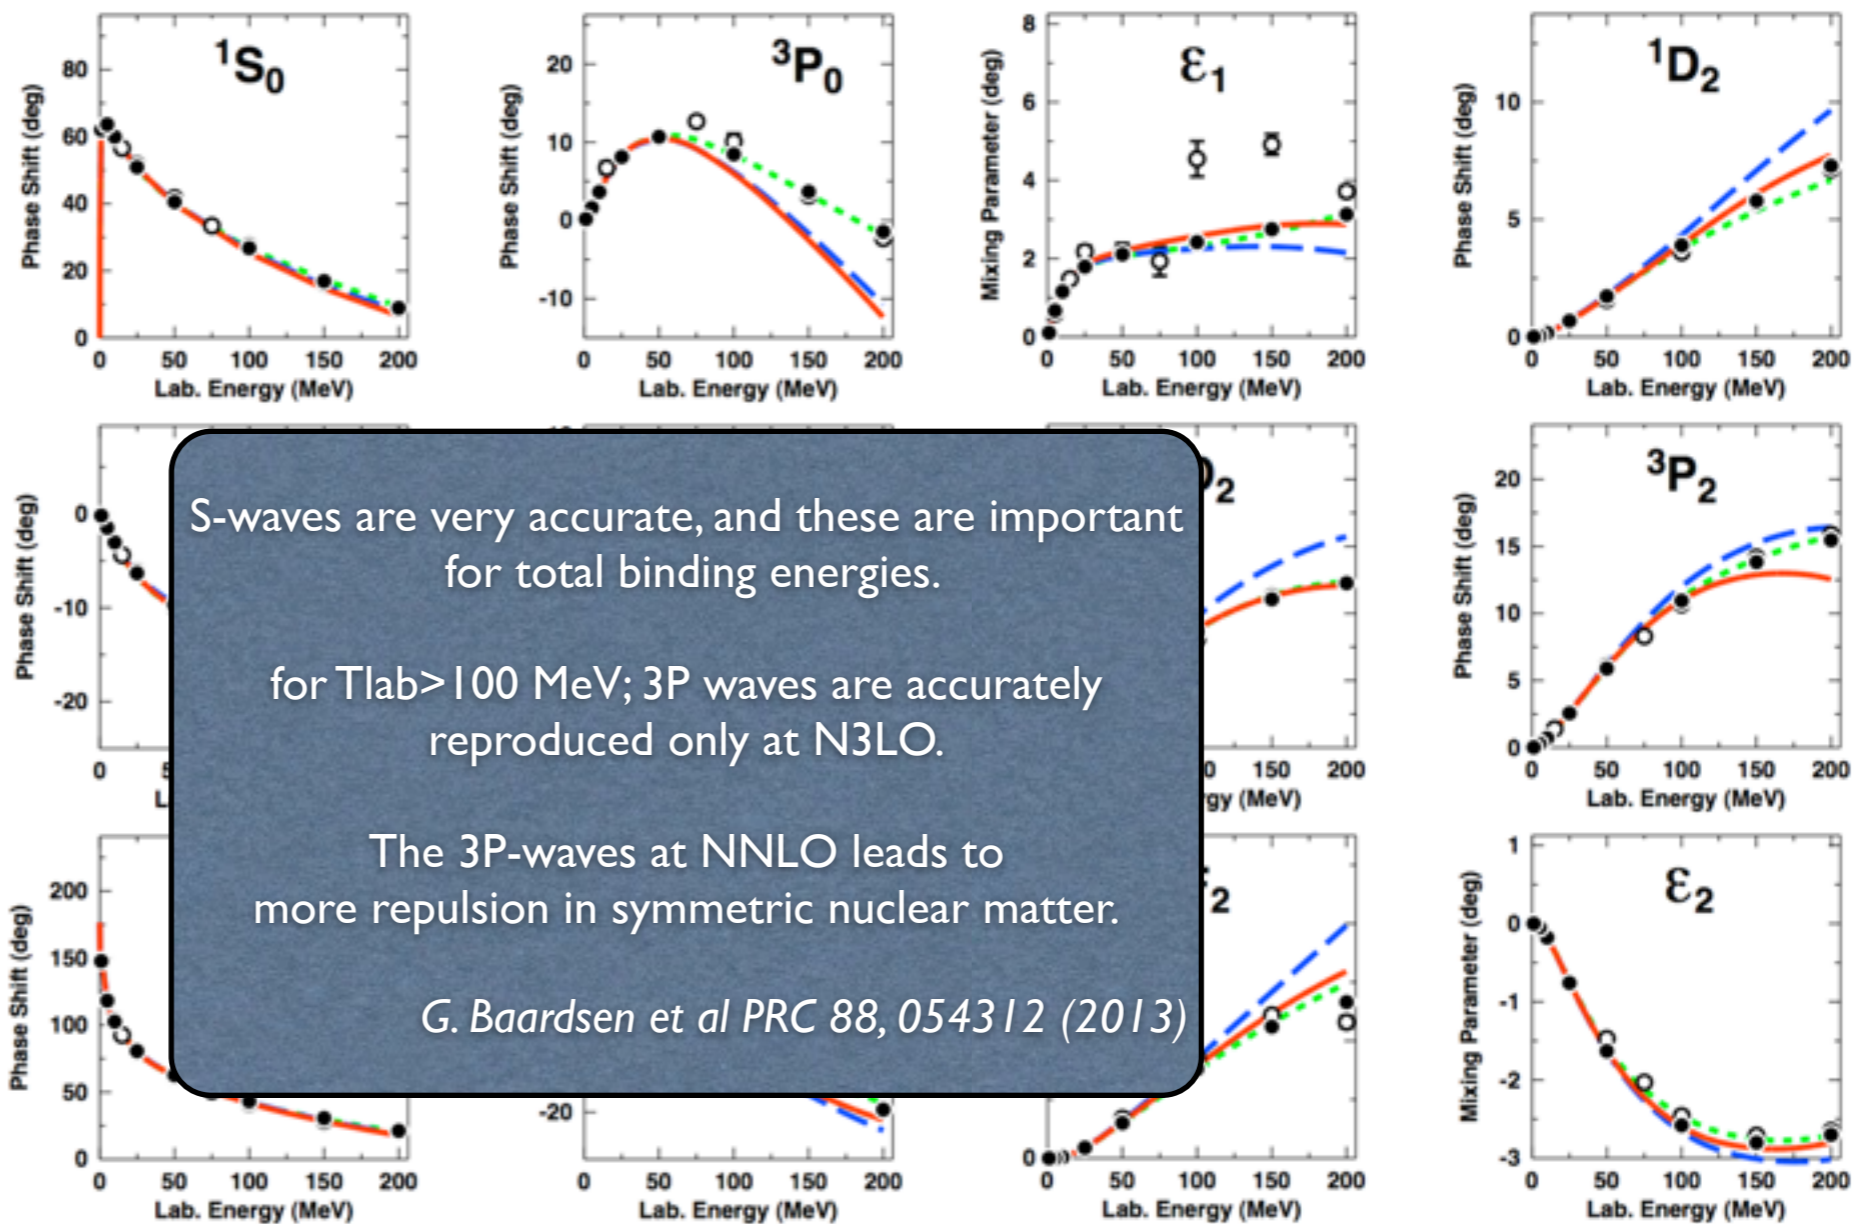 ¹S₀
Phase Shift (deg)
80
60
40
20
0
0 50 100 150 200
Lab. Energy (MeV)
³P₀
Phase Shift (deg)
20
10
0
-10
0 50 100 150 200
Lab. Energy (MeV)
ε₁
Mixing Parameter (deg)
8
6
4
2
0
0 50 100 150 200
Lab. Energy (MeV)
¹D₂
Phase Shift (deg)
10
5
0
0 50 100 150 200
Lab. Energy (MeV)
Phase Shift (deg)
0
-10
-20
0
S-waves are very accurate, and these are important
for total binding energies.
for Tlab>100 MeV; 3P waves are accurately
reproduced only at N3LO.
The 3P-waves at NNLO leads to
more repulsion in symmetric nuclear matter.
G. Baardsen et al PRC 88, 054312 (2013)
D₂
150 200
(MeV)
³P₂
Phase Shift (deg)
20
15
10
5
0
0 50 100 150 200
Lab. Energy (MeV)
Phase Shift (deg)
200
150
100
50
0
0 50 100 150 200
Lab. Energy (MeV)
-20
0 50 100 150 200
Lab. Energy (MeV)
2
0
0 50 100 150 200
Lab. Energy (MeV)
ε₂
Mixing Parameter (deg)
1
0
-1
-2
-3
0 50 100 150 200
Lab. Energy (MeV)